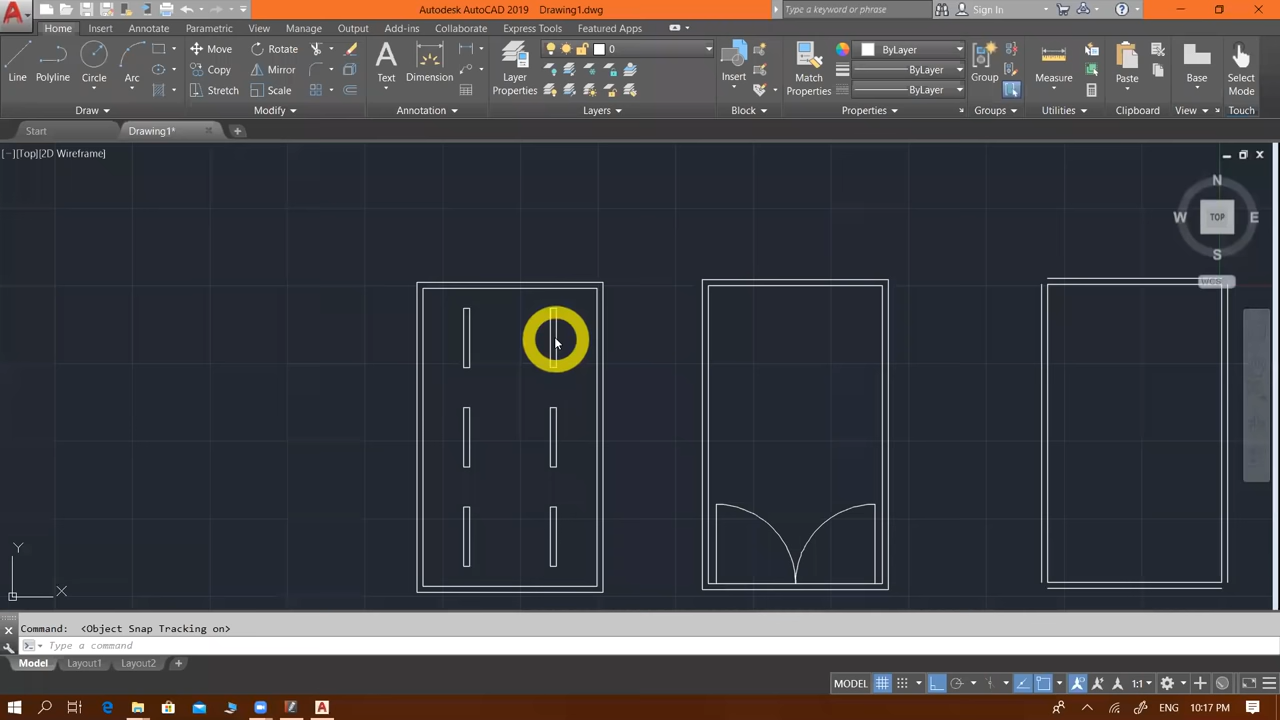 Autodesk AutoCAD 2019 Drawing1.dwg
Type a keyword or phrase
Sign In
Home Insert Annotate Parametric View Manage Output Add-ins Collaborate Express Tools Featured Apps
Line Polyline Circle Arc
Move Rotate
Copy Mirror
Stretch Scale
Text Dimension
Layer Properties
0
Insert
Match Properties
ByLayer
ByLayer
ByLayer
Group
Measure
Paste
Base
Select Mode
Draw Modify Annotation Layers Block Properties Groups Utilities Clipboard View Touch
Start Drawing1*
[−][Top][2D Wireframe]
N
W TOP E
S
WCS
Y
X
Command: <Object Snap Tracking on>
Type a command
Model Layout1 Layout2
MODEL 1:1
ENG 10:17 PM